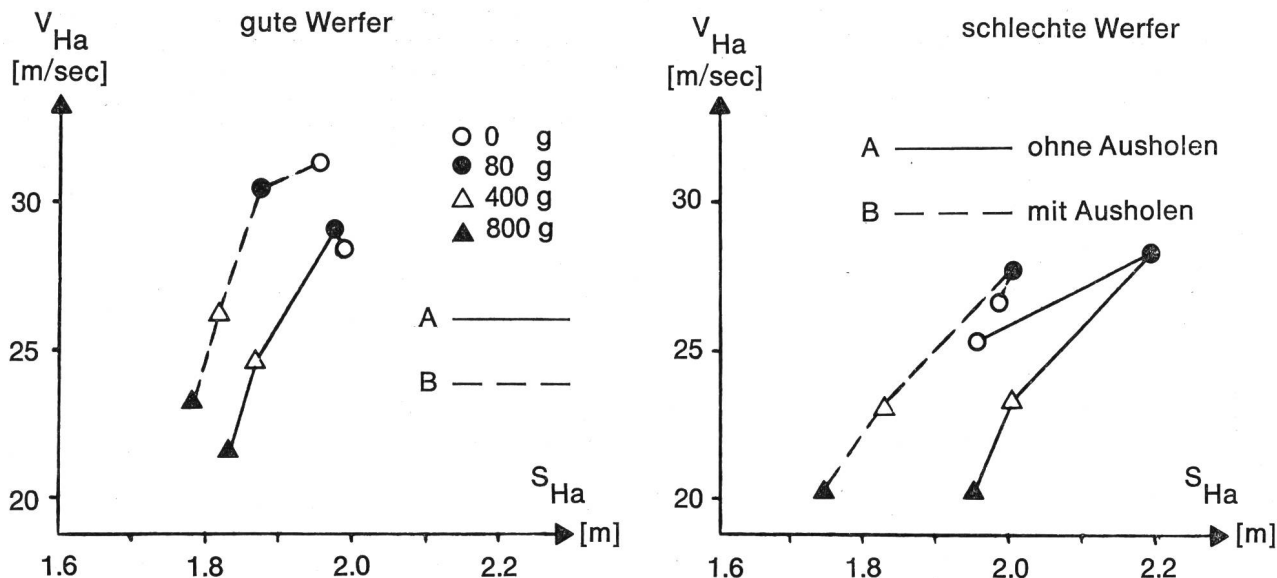 gute Werfer
V Ha
[m/sec]
30
25
20
○ 0 g
● 80 g
△ 400 g
▲ 800 g
A
B
S Ha
[m]
1.6 1.8 2.0 2.2
schlechte Werfer
V Ha
[m/sec]
30
25
20
A ohne Ausholen
B mit Ausholen
S Ha
[m]
1.6 1.8 2.0 2.2